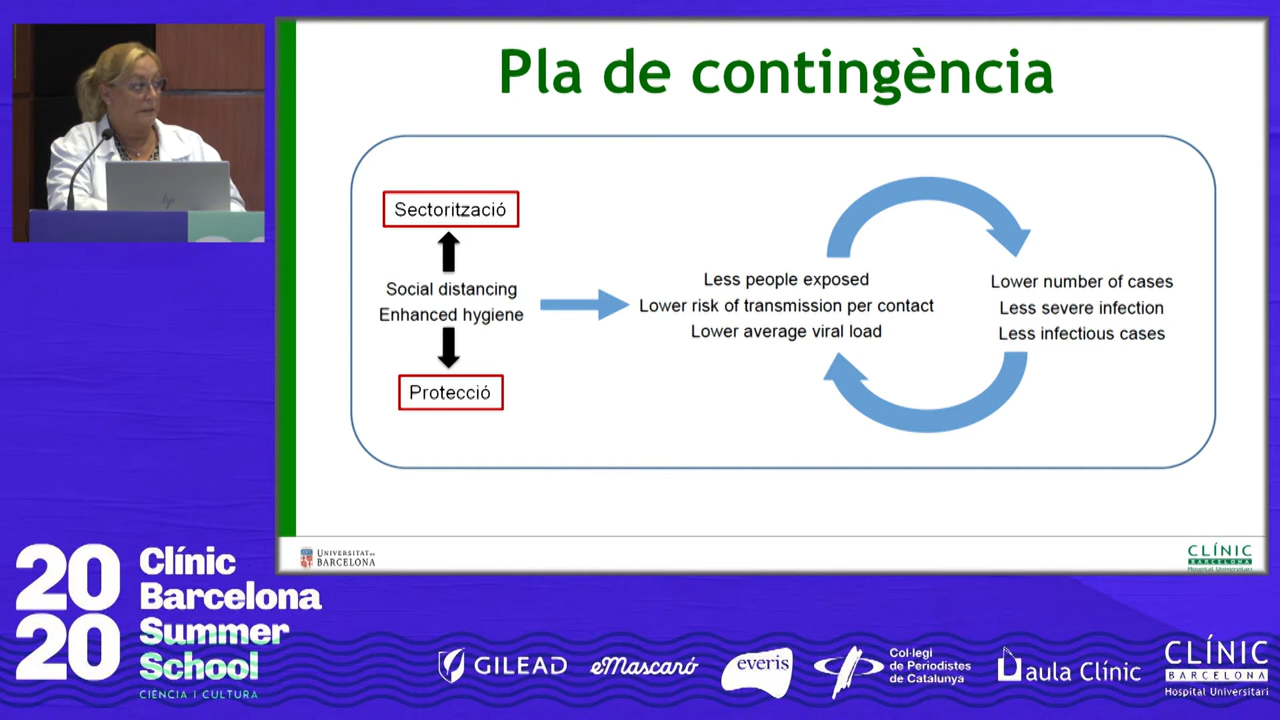 Pla de contingència
Sectorització
Social distancing
Enhanced hygiene
Protecció
Less people exposed
Lower risk of transmission per contact
Lower average viral load
Lower number of cases
Less severe infection
Less infectious cases
UNIVERSITAT DE
BARCELONA
CLÍNIC
BARCELONA
Hospital Universitari
hp
20
20
Clínic
Barcelona
Summer
School
CIÈNCIA I CULTURA
GILEAD
eMascaró
everis
Col·legi
de Periodistes
de Catalunya
aula Clínic
CLÍNIC
BARCELONA
Hospital Universitari